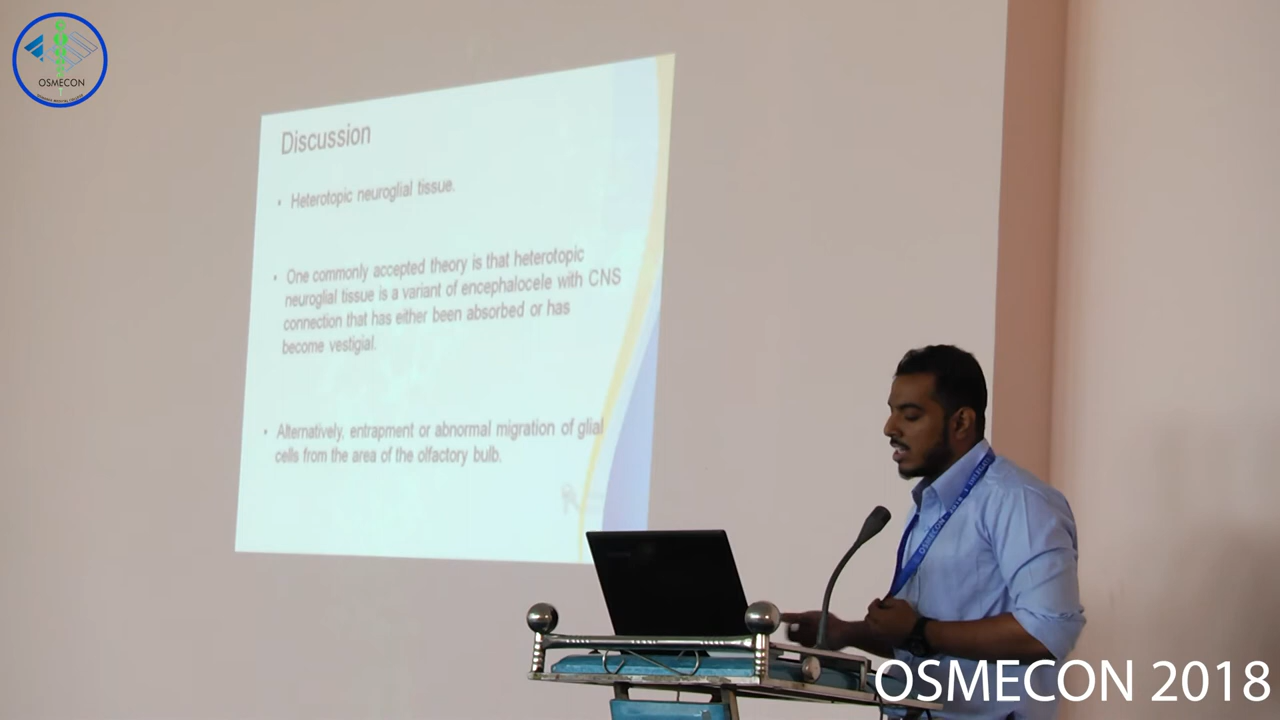 OSMECON
Discussion
• Heterotopic neuroglial tissue.
• One commonly accepted theory is that heterotopic
neuroglial tissue is a variant of encephalocele with CNS
connection that has either been absorbed or has
become vestigial.
• Alternatively, entrapment or abnormal migration of glial
cells from the area of the olfactory bulb.
OSMECON - 2018
OSMECON 2018